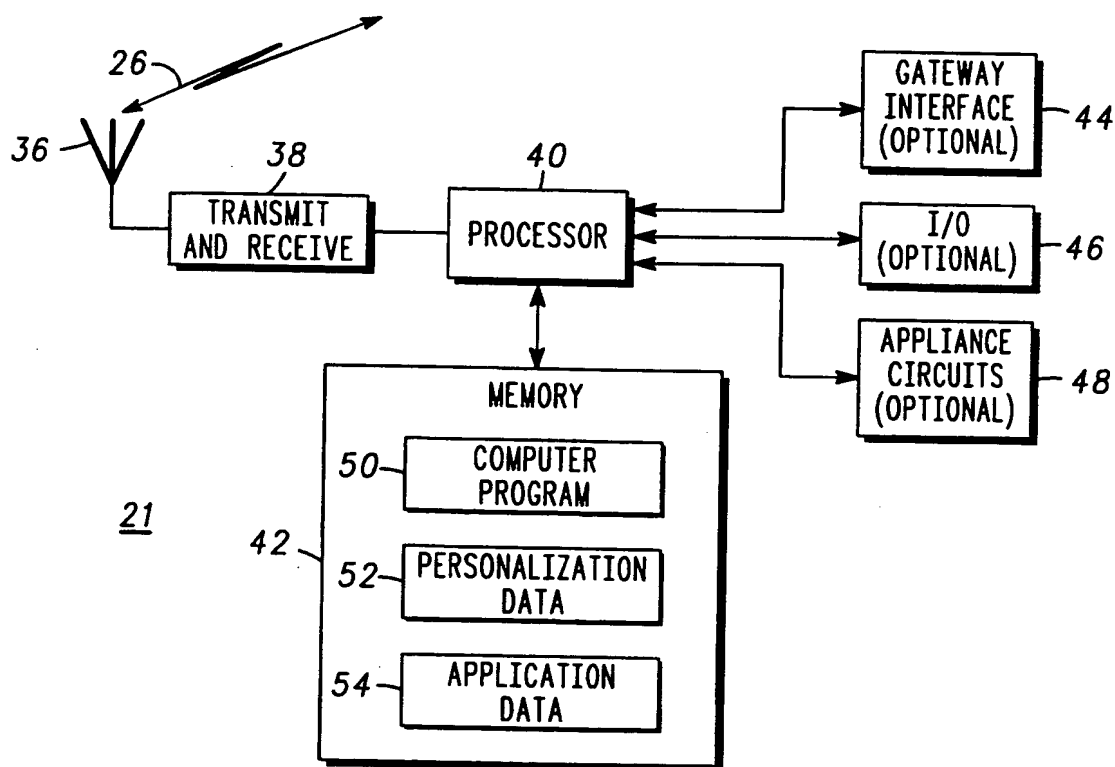 26
36
38
TRANSMIT
AND RECEIVE
40
PROCESSOR
GATEWAY
INTERFACE
(OPTIONAL)
44
I/O
(OPTIONAL)
46
APPLIANCE
CIRCUITS
(OPTIONAL)
48
MEMORY
50
COMPUTER
PROGRAM
21
42
52
PERSONALIZATION
DATA
54
APPLICATION
DATA